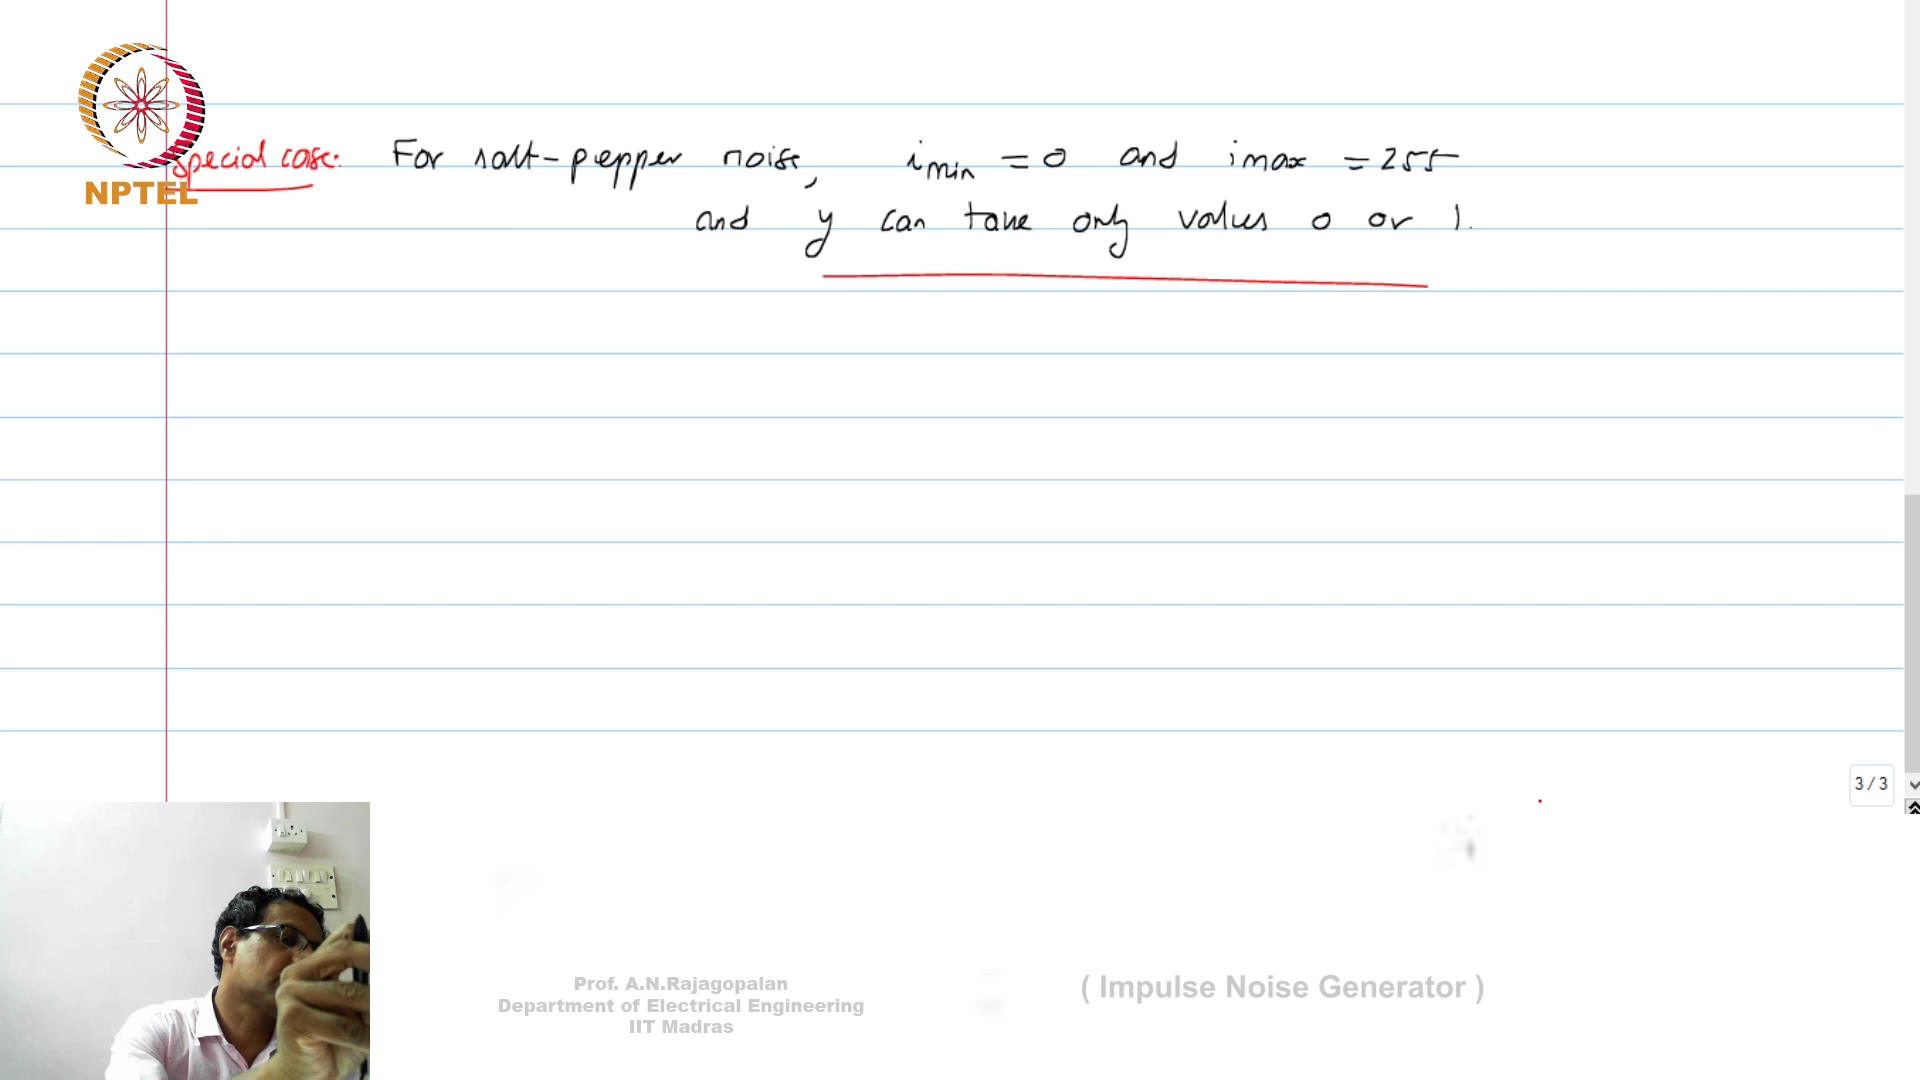 Special case: For salt-pepper noise, imin = 0 and imax = 255
and y can take only values 0 or 1.
NPTEL
3 / 3
Prof. A.N.Rajagopalan
Department of Electrical Engineering
IIT Madras
( Impulse Noise Generator )